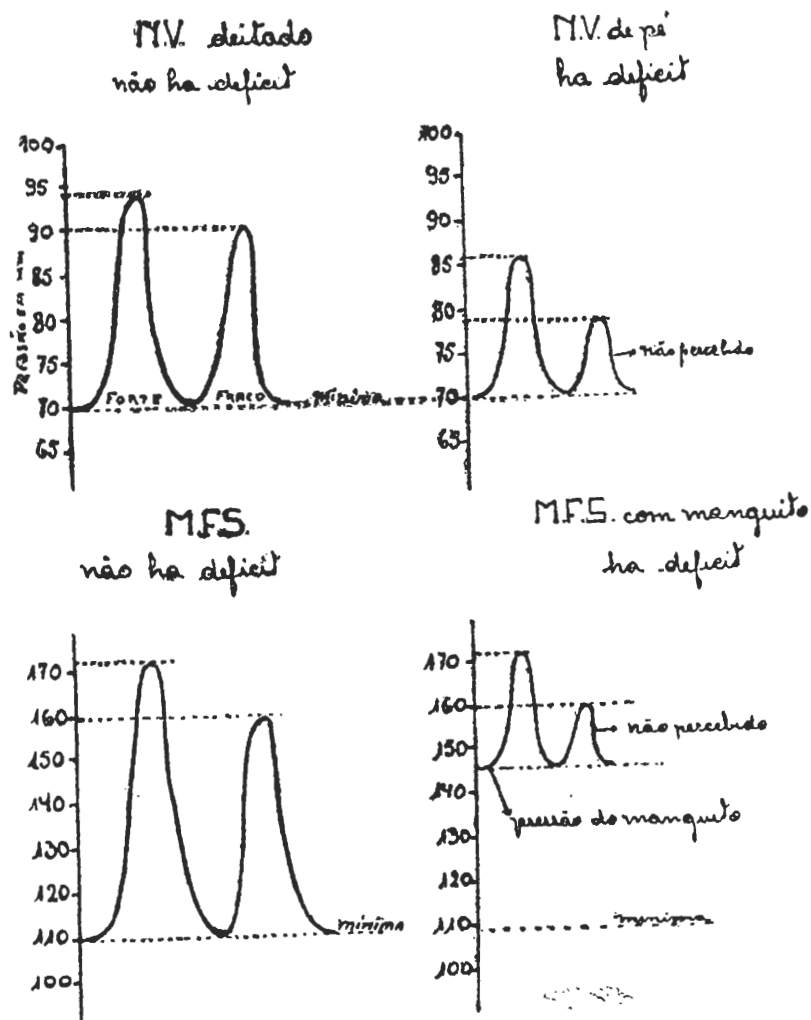 M.V. deitado
não ha deficit
PRESSÃO EM mm
100
95
90
85
80
75
70
65
FORTE
FRACO
minima
M.V. de pé
ha deficit
100
95
90
85
80
75
70
65
não percebido
M.F.S.
não ha deficit
170
160
150
140
130
120
110
100
minima
M.F.S. com manguito
ha deficit
170
160
150
140
130
120
110
100
não percebido
pressão do manguito
minima